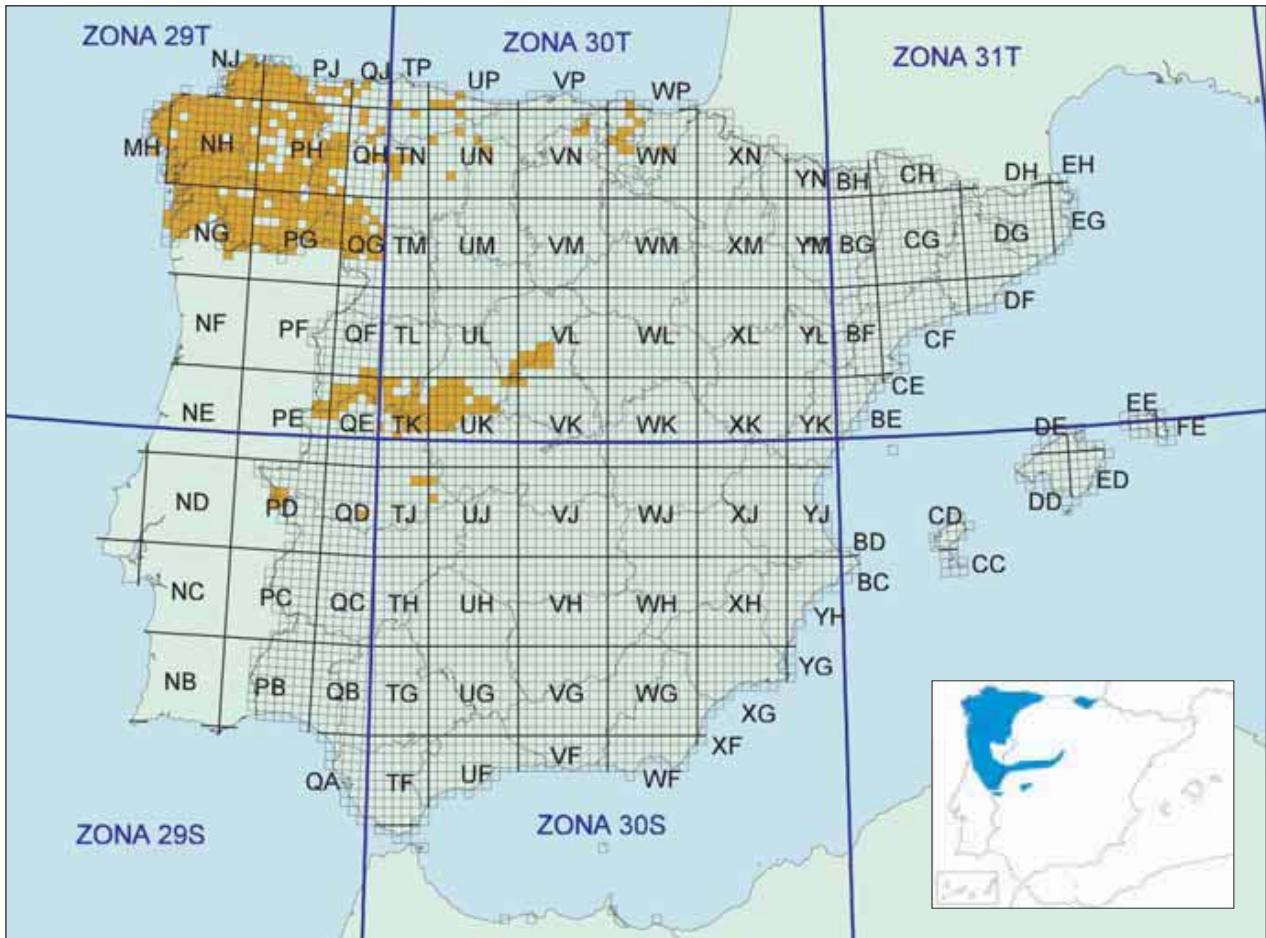 ZONA 29T
ZONA 30T
ZONA 31T
NJ
PJ
QJ
TP
UP
VP
WP
MH
NH
PH
QH
TN
UN
VN
WN
XN
YN
BH
CH
DH
EH
NG
PG
QG
TM
UM
VM
WM
XM
YM
BG
CG
DG
EG
NF
PF
QF
TL
UL
VL
WL
XL
YL
BF
CF
DF
NE
PE
QE
TK
UK
VK
WK
XK
YK
BE
CE
DE
EE
FE
ND
PD
QD
TJ
UJ
VJ
WJ
XJ
YJ
BD
CD
DD
ED
NC
PC
QC
TH
UH
VH
WH
XH
YH
BC
CC
NB
PB
QB
TG
UG
VG
WG
XG
YG
QA
TF
UF
VF
WF
XF
ZONA 29S
ZONA 30S